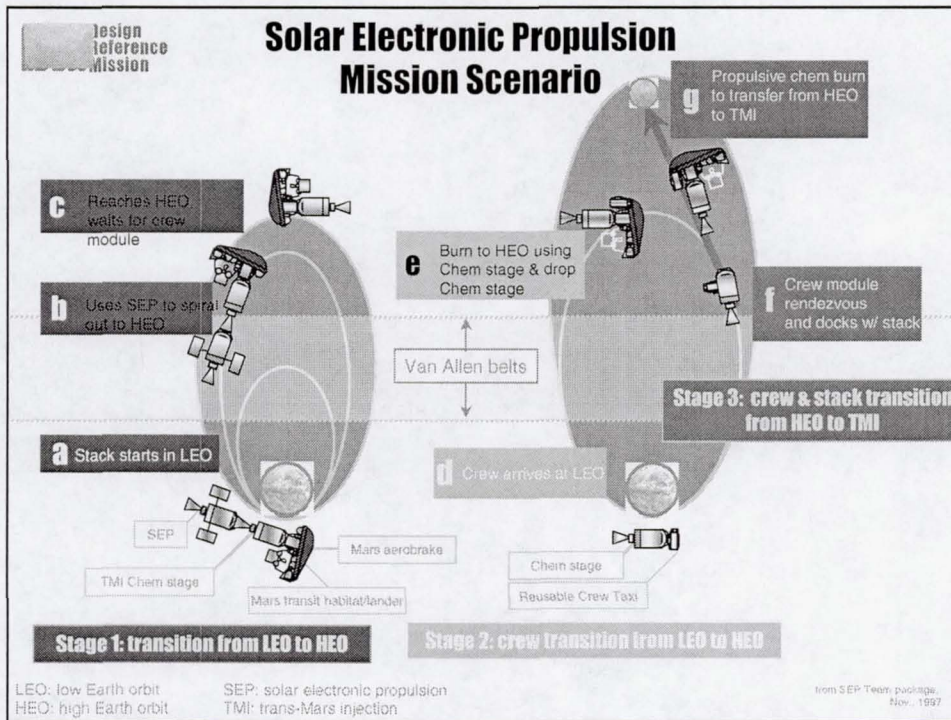 Design
Reference
Mission
Solar Electronic Propulsion
Mission Scenario
g Propulsive chem burn
to transfer from HEO
to TMI
c Reaches HEO,
waits for crew
module
b Uses SEP to spiral
out to HEO
e Burn to HEO using
Chem stage & drop
Chem stage
f Crew module
rendezvous
and docks w/ stack
Van Allen belts
Stage 3: crew & stack transition
from HEO to TMI
a Stack starts in LEO
d Crew arrives at LEO
SEP
TMI Chem stage
Mars aerobrake
Mars transit habitat/lander
Chem stage
Reusable Crew Taxi
Stage 1: transition from LEO to HEO
Stage 2: crew transition from LEO to HEO
LEO: low Earth orbit
HEO: high Earth orbit
SEP: solar electronic propulsion
TMI: trans-Mars injection
from SEP Team package,
Nov., 1997